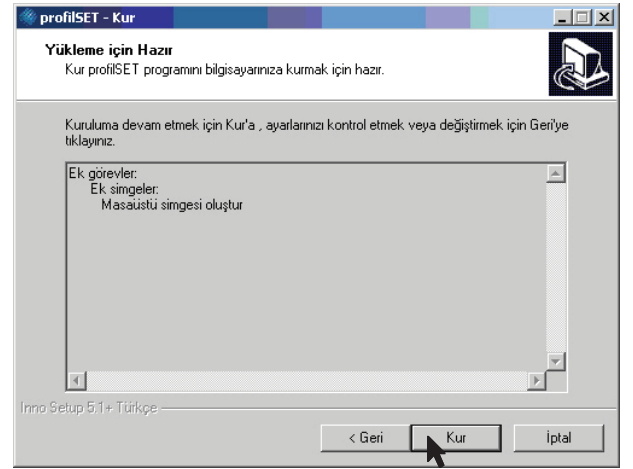 profilSET - Kur
Yükleme için Hazır
Kur profilSET programını bilgisayarınıza kurmak için hazır.
Kuruluma devam etmek için Kur'a , ayarlarınızı kontrol etmek veya değiştirmek için Geri'ye
tıklayınız.
Ek görevler:
Ek simgeler:
Masaüstü simgesi oluştur
Inno Setup 5.1+ Türkçe
< Geri
Kur
İptal